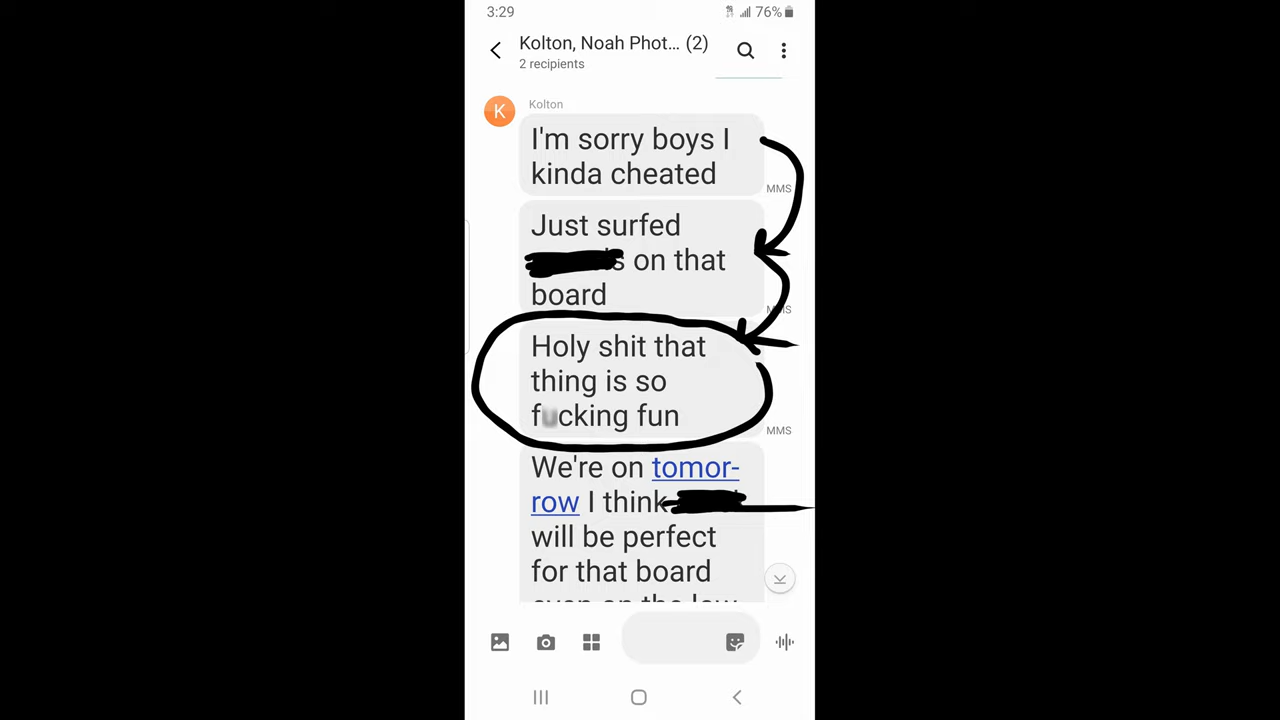 3:29
76%
Kolton, Noah Phot... (2)
2 recipients
K
Kolton
I'm sorry boys I
kinda cheated
MMS
Just surfed
on that
board
MMS
Holy shit that
thing is so
fucking fun
MMS
We're on tomor-
row I think
will be perfect
for that board